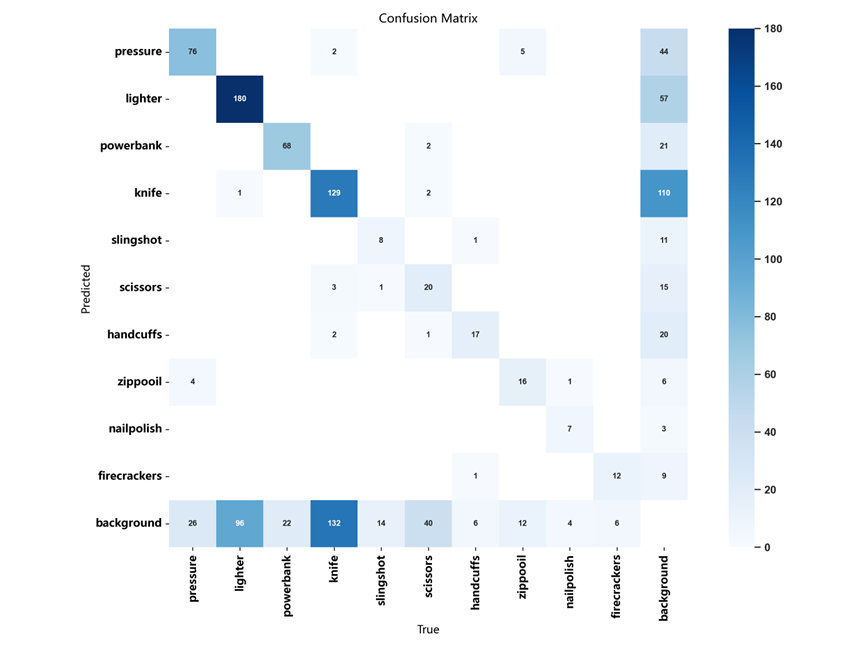 Confusion Matrix
pressure 76 2 5 44
lighter 180 57
powerbank 68 2 21
knife 1 129 2 110
slingshot 8 1 11
scissors 3 1 20 15
handcuffs 2 1 17 20
zippooil 4 16 1 6
nailpolish 7 3
firecrackers 1 12 9
background 26 96 22 132 14 40 6 12 4 6
pressure lighter powerbank knife slingshot scissors handcuffs zippooil nailpolish firecrackers background
True
Predicted
180
160
140
120
100
80
60
40
20
0